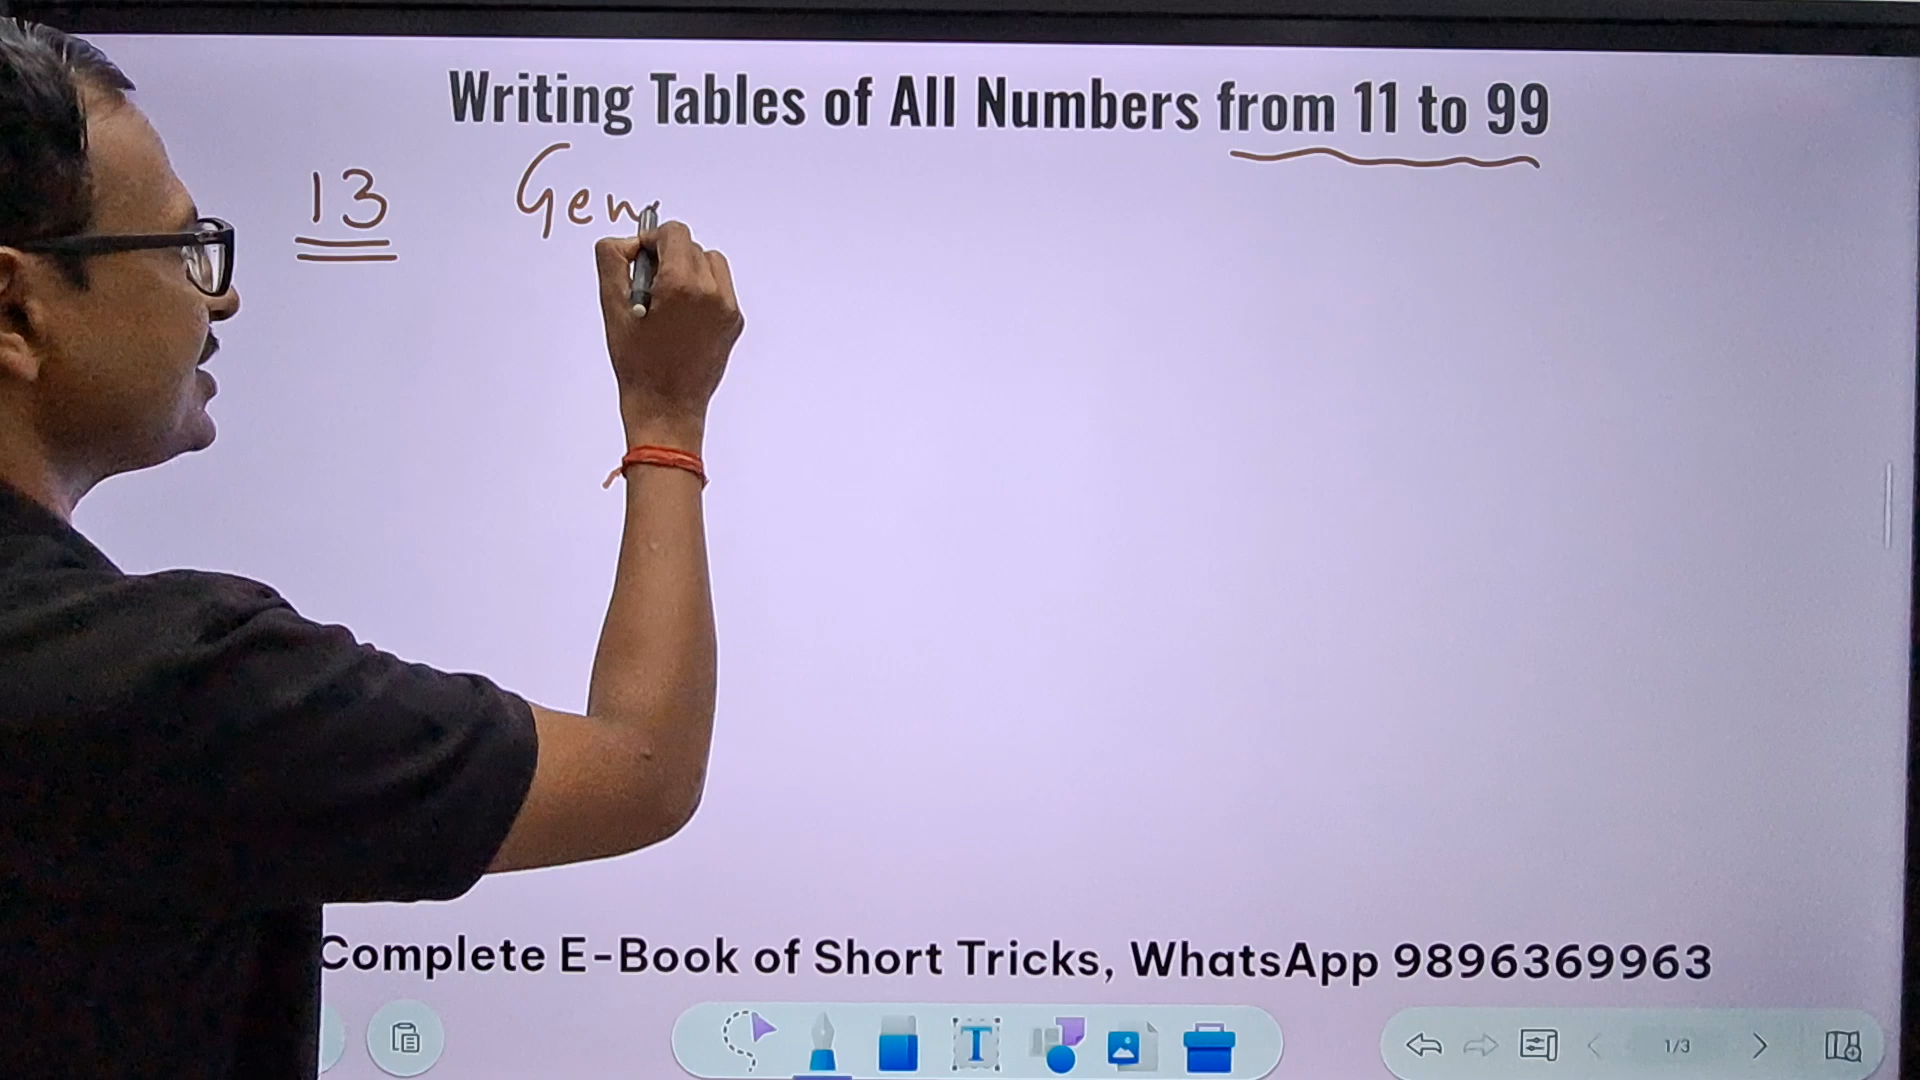 Writing Tables of All Numbers from 11 to 99
13 Gen
Complete E-Book of Short Tricks, WhatsApp 9896369963
T
1/3